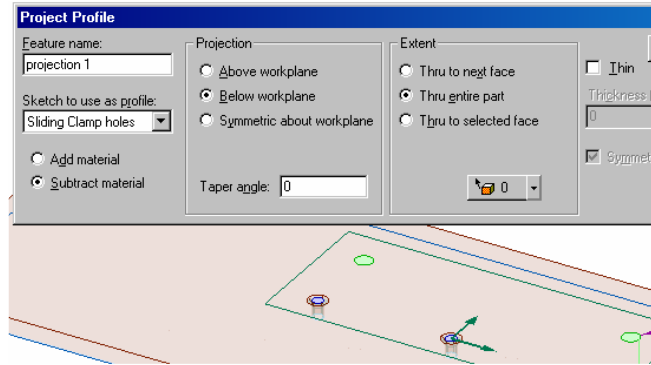 Project Profile
Feature name:
projection 1
Sketch to use as profile:
Sliding Clamp holes
Add material
Subtract material
Projection
Above workplane
Below workplane
Symmetric about workplane
Taper angle: 0
Extent
Thru to next face
Thru entire part
Thru to selected face
0
Thin
Thickness
0
Symmet